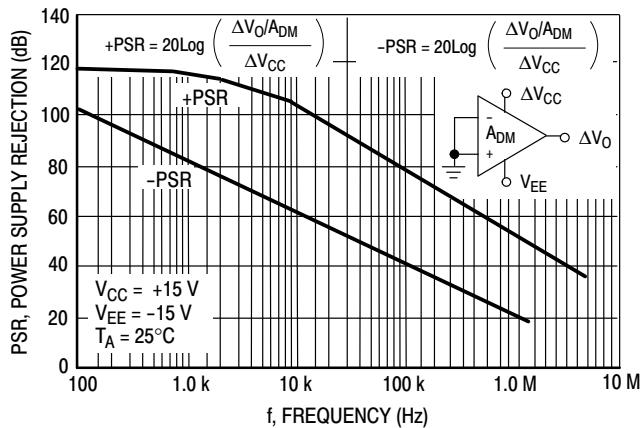 PSR, POWER SUPPLY REJECTION (dB)
140
120
100
80
60
40
20
0
+PSR = 20Log ( ΔVO/ADM / ΔVCC )
−PSR = 20Log ( ΔVO/ADM / ΔVCC )
+PSR
−PSR
ΔVCC
−
ADM
+
ΔVO
VEE
VCC = +15 V
VEE = −15 V
TA = 25°C
100 1.0 k 10 k 100 k 1.0 M 10 M
f, FREQUENCY (Hz)